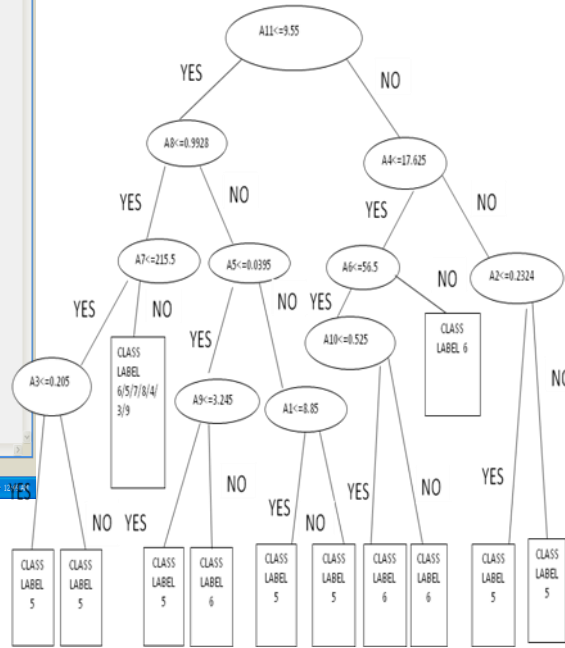 A11<=9.55
YES
NO
A8<=0.9928
A4<=17.625
YES
NO
YES
NO
A7<=215.5
A5<=0.0395
A6<=56.5
NO
A2<=0.2324
YES
NO
YES
NO
YES
A10<=0.525
CLASS
LABEL 6
CLASS
LABEL
6/5/7/8/4/
3/9
A3<=0.205
A9<=3.245
A1<=8.85
YES
NO
YES
NO
YES
NO
YES
NO
YES
NO
YES
CLASS
LABEL
5
CLASS
LABEL
5
CLASS
LABEL
5
CLASS
LABEL
6
CLASS
LABEL
5
CLASS
LABEL
5
CLASS
LABEL
6
CLASS
LABEL
6
CLASS
LABEL
5
CLASS
LABEL
5